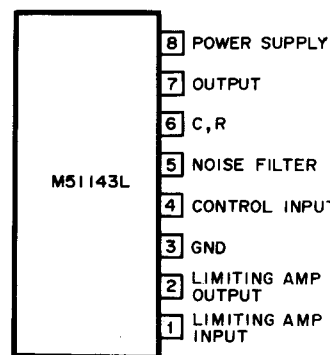 8 POWER SUPPLY
7 OUTPUT
6 C,R
5 NOISE FILTER
M51143L
4 CONTROL INPUT
3 GND
2 LIMITING AMP
OUTPUT
1 LIMITING AMP
INPUT